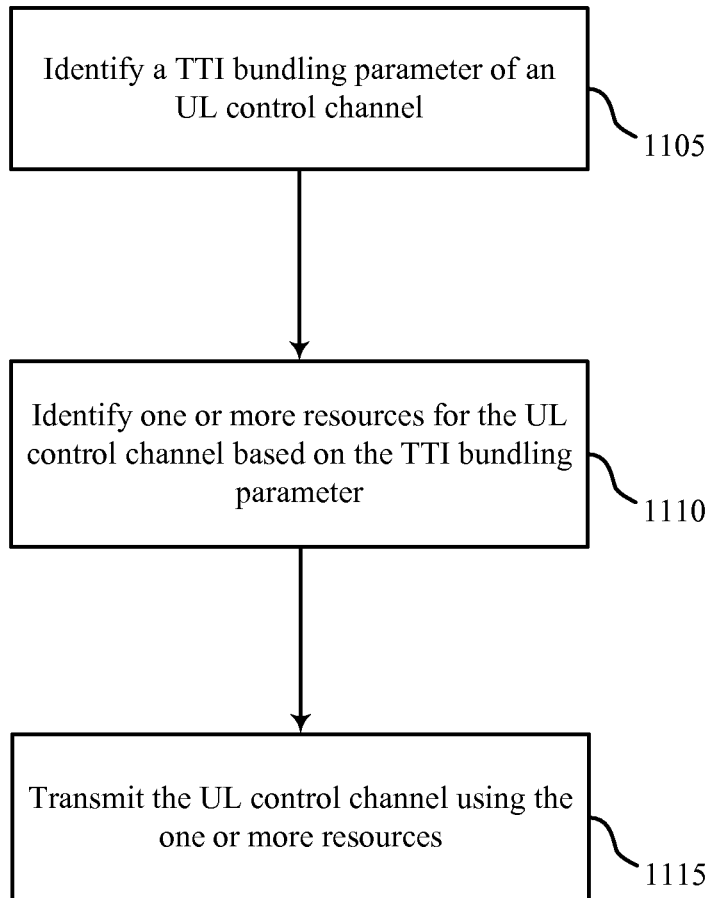 Identify a TTI bundling parameter of an
UL control channel
1105
Identify one or more resources for the UL
control channel based on the TTI bundling
parameter
1110
Transmit the UL control channel using the
one or more resources
1115